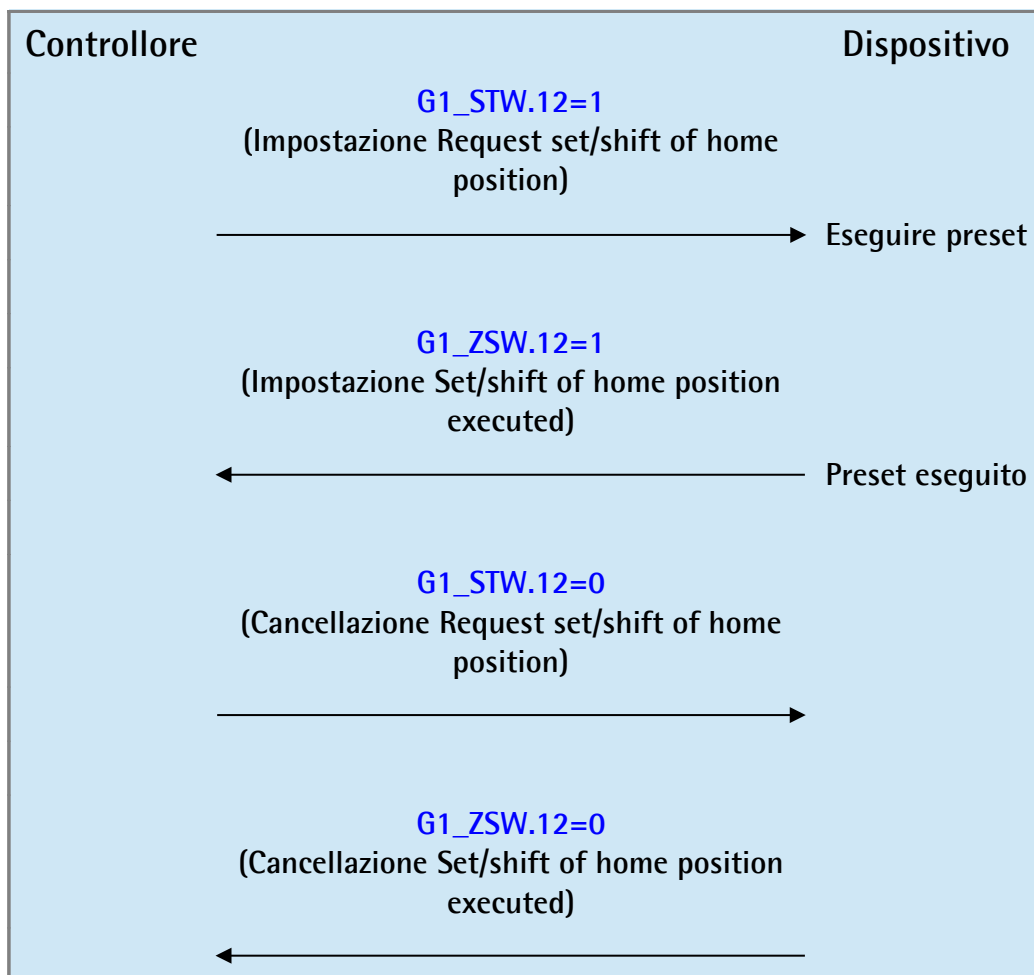 Controllore
Dispositivo
G1_STW.12=1
(Impostazione Request set/shift of home
position)
Eseguire preset
G1_ZSW.12=1
(Impostazione Set/shift of home position
executed)
Preset eseguito
G1_STW.12=0
(Cancellazione Request set/shift of home
position)
G1_ZSW.12=0
(Cancellazione Set/shift of home position
executed)